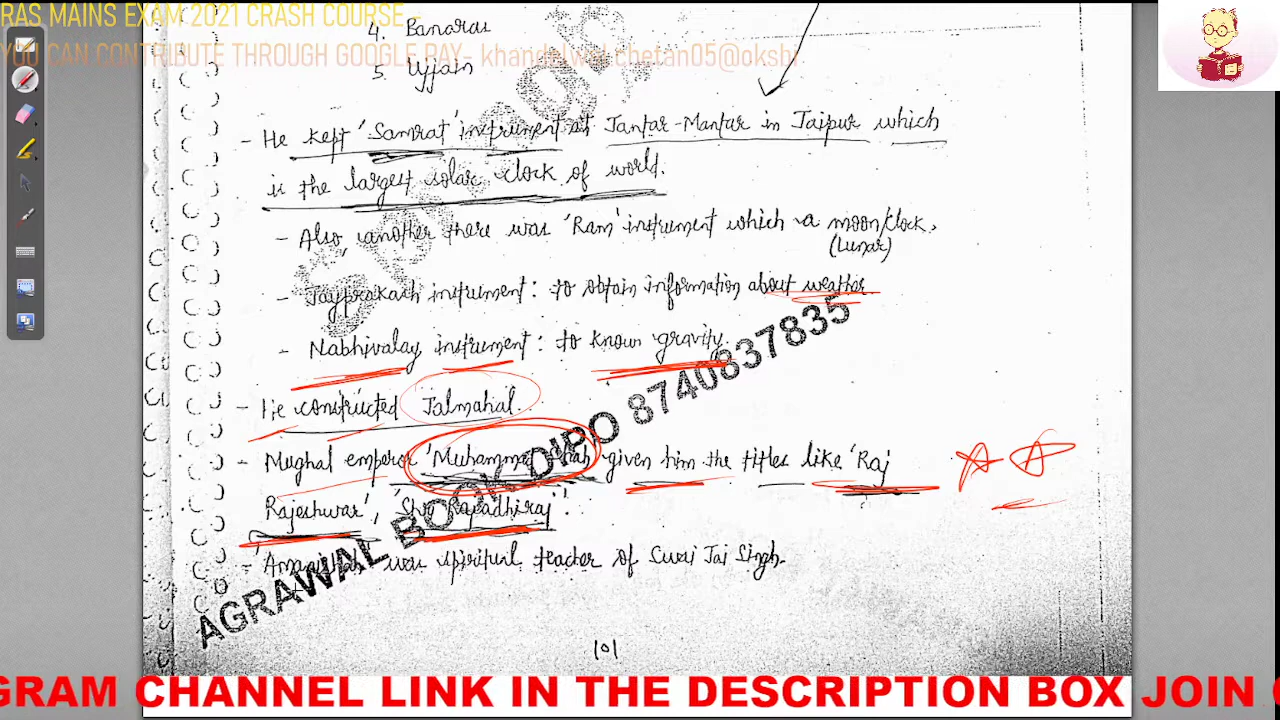 RAS MAINS EXAM 2021 CRASH COURSE
YOU CAN CONTRIBUTE THROUGH GOOGLE PAY- khandelwal.chetan05@oksbi
4. Banaras
5. Ujjain
- He kept 'Samrat' instrument at Jantar-Mantar in Jaipur which
is the largest solar clock of world.
- Also another there was 'Ram' instrument which a moon/clock.
(Lunar)
- Jayprakash instrument: to obtain information about weather
- Nabhivalay instrument: to known gravity.
- He constructed Jalmahal.
- Mughal emperor 'Muhammad Shah given him the titles like 'Raj
Rajeshwar', 'Shri Rajadhiraj'.
was spiritual teacher of Swai Jai Singh.
AGRAWAL BOOK DIPO 8740837835
101
GRAM CHANNEL LINK IN THE DESCRIPTION BOX JOIN